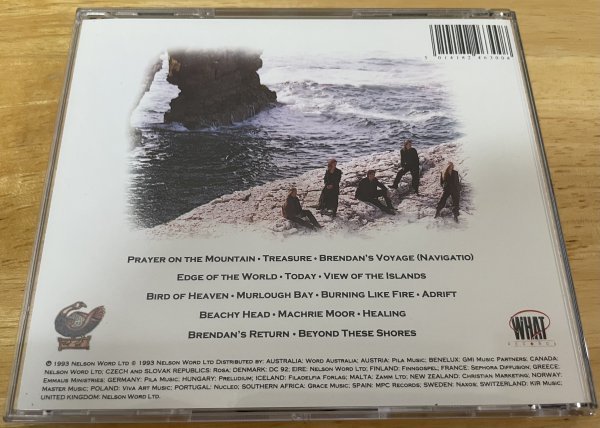 5 014182 463904
PRAYER ON THE MOUNTAIN • TREASURE • BRENDAN'S VOYAGE (NAVIGATIO)
EDGE OF THE WORLD • TODAY • VIEW OF THE ISLANDS
BIRD OF HEAVEN • MURLOUGH BAY • BURNING LIKE FIRE • ADRIFT
BEACHY HEAD • MACHRIE MOOR • HEALING
BRENDAN'S RETURN • BEYOND THESE SHORES
WHAT
RECORDS
℗ 1993 NELSON WORD LTD © 1993 NELSON WORD LTD DISTRIBUTED BY: AUSTRALIA: WORD AUSTRALIA; AUSTRIA: PILA MUSIC; BENELUX: GMI MUSIC PARTNERS; CANADA:
NELSON WORD LTD; CZECH AND SLOVAK REPUBLICS: ROSA; DENMARK: DC 92; EIRE: NELSON WORD LTD; FINLAND: FINNGOSPEL; FRANCE: SEPHORA DIFFUSION; GREECE:
EMMAUS MINISTRIES; GERMANY: PILA MUSIC; HUNGARY: PRELUDIUM; ICELAND: FILADELFIA FORLAG; MALTA: ZAMM LTD; NEW ZEALAND: CHRISTIAN MARKETING; NORWAY:
MASTER MUSIC; POLAND: VIVA ART MUSIC; PORTUGAL: NUCLEO; SOUTHERN AFRICA: GRACE MUSIC; SPAIN: MPC RECORDS; SWEDEN: NAXOS; SWITZERLAND: KIR MUSIC;
UNITED KINGDOM: NELSON WORD LTD.